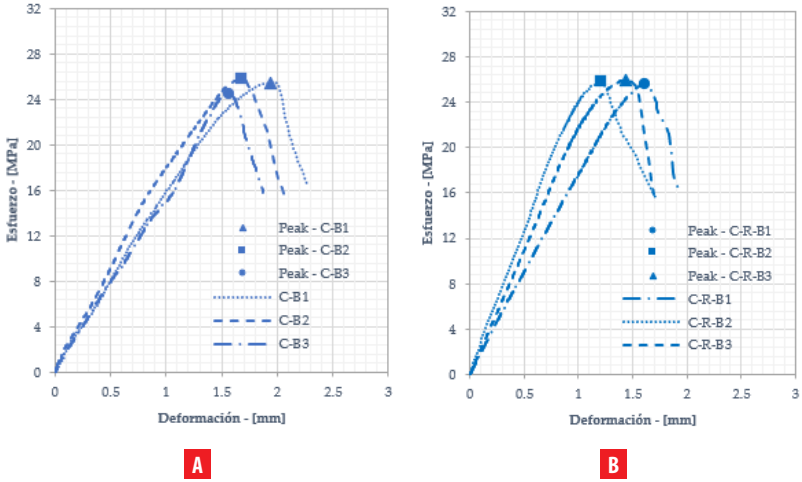 32
28
24
20
16
12
8
4
0
Esfuerzo - [MPa]
Peak - C-B1
Peak - C-B2
Peak - C-B3
C-B1
C-B2
C-B3
0 0.5 1 1.5 2 2.5 3
Deformación - [mm]
A
32
28
24
20
16
12
8
4
0
Esfuerzo - [MPa]
Peak - C-R-B1
Peak - C-R-B2
Peak - C-R-B3
C-R-B1
C-R-B2
C-R-B3
0 0.5 1 1.5 2 2.5 3
Deformación - [mm]
B